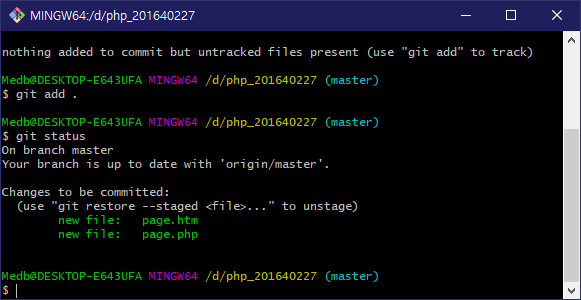 MINGW64:/d/php_201640227
nothing added to commit but untracked files present (use "git add" to track)
Medb@DESKTOP-E643UFA MINGW64 /d/php_201640227 (master)
$ git add .
Medb@DESKTOP-E643UFA MINGW64 /d/php_201640227 (master)
$ git status
On branch master
Your branch is up to date with 'origin/master'.
Changes to be committed:
  (use "git restore --staged <file>..." to unstage)
        new file:   page.htm
        new file:   page.php
Medb@DESKTOP-E643UFA MINGW64 /d/php_201640227 (master)
$